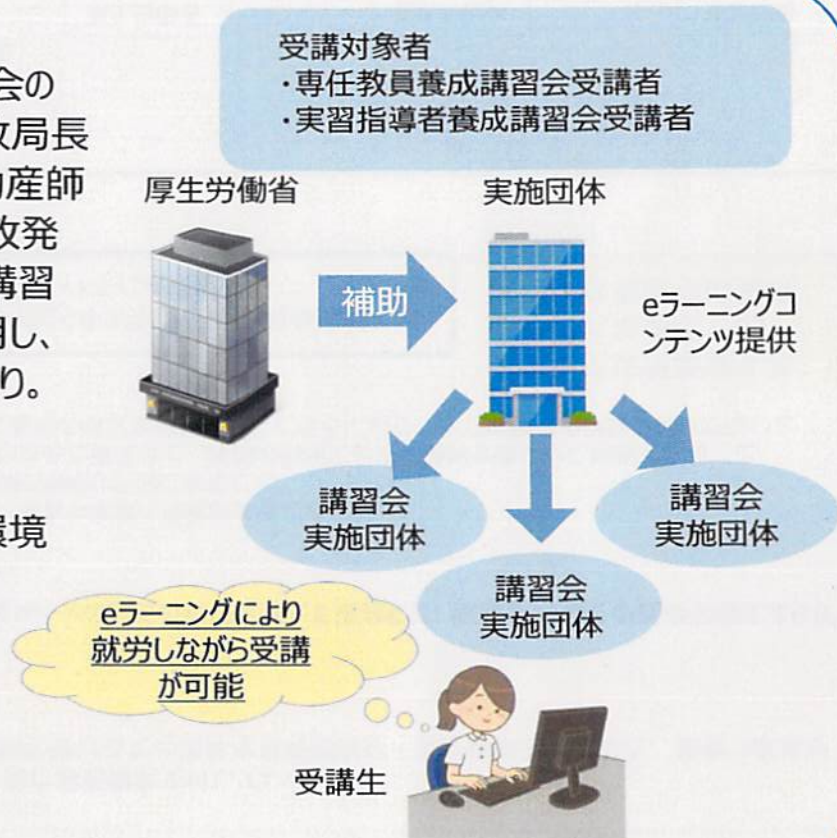 受講対象者
・専任教員養成講習会受講者
・実習指導者養成講習会受講者
会の
局長
産師
発
講習
し、
り。
環境
厚生労働省
実施団体
補助
eラーニングコ
ンテンツ提供
講習会
実施団体
講習会
実施団体
講習会
実施団体
eラーニングにより
就労しながら受講
が可能
受講生